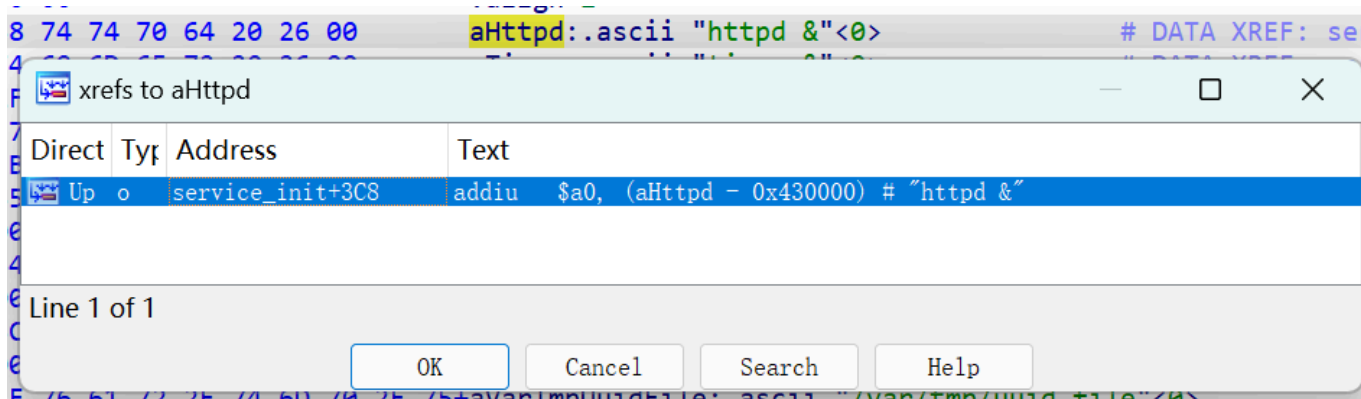 8 74 74 70 64 20 26 00 aHttpd:.ascii "httpd &"<0> # DATA XREF: se
xrefs to aHttpd
Direct Typ Address Text
Up o service_init+3C8 addiu $a0, (aHttpd - 0x430000) # "httpd &"
Line 1 of 1
OK Cancel Search Help